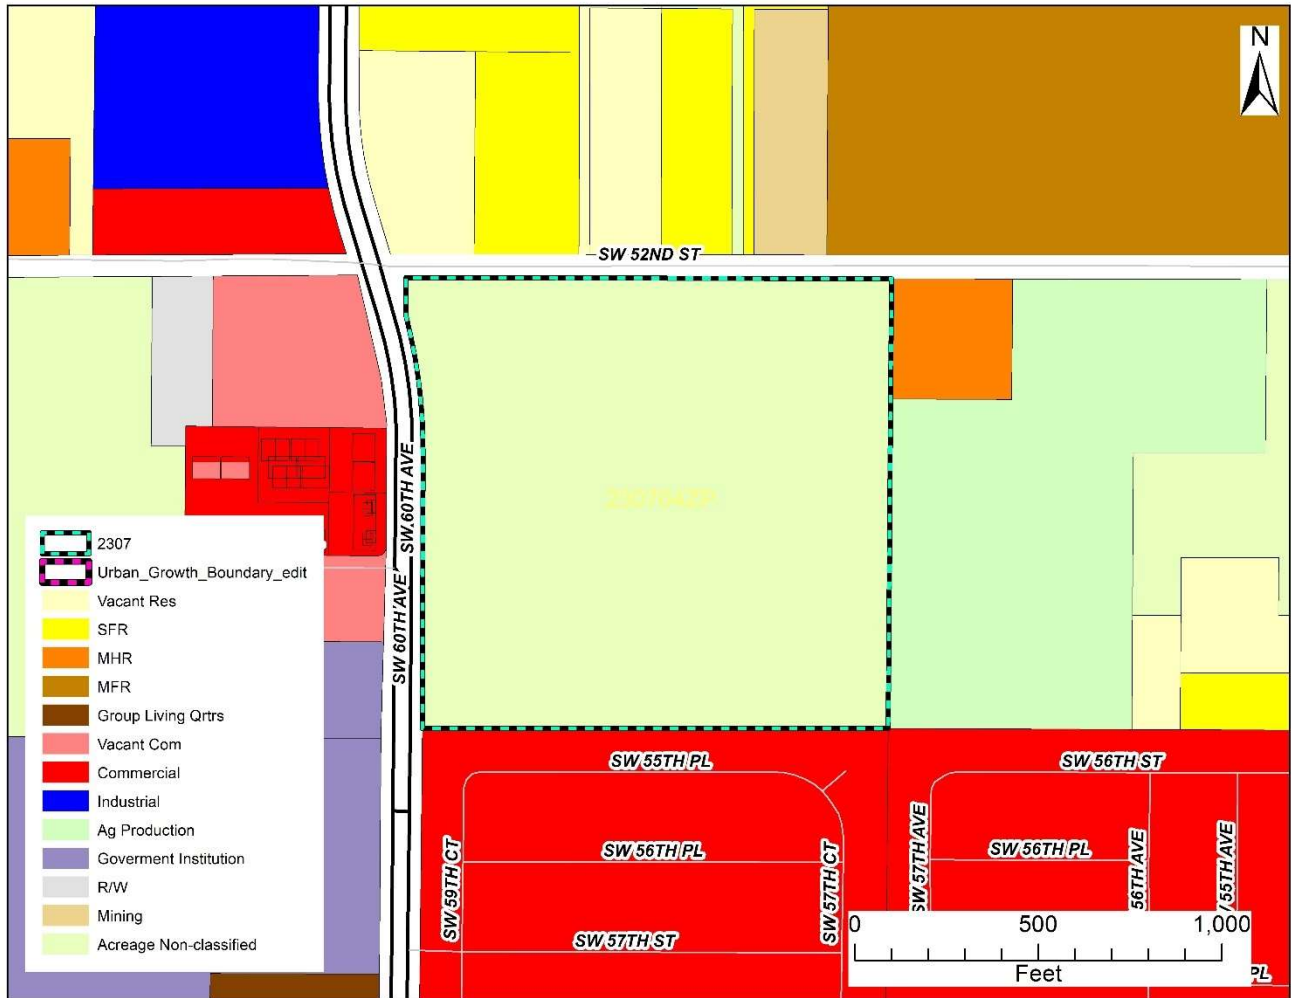 N
SW 52ND ST
SW 60TH AVE
SW 60TH AVE
2307
Urban_Growth_Boundary_edit
Vacant Res
SFR
MHR
MFR
Group Living Qrtrs
Vacant Com
Commercial
Industrial
Ag Production
Goverment Institution
R/W
Mining
Acreage Non-classified
SW 55TH PL
SW 56TH ST
SW 56TH PL
SW 56TH PL
SW 59TH CT
SW 57TH CT
SW 57TH AVE
56TH AVE
55TH AVE
SW 57TH ST
0 500 1,000
Feet
PL